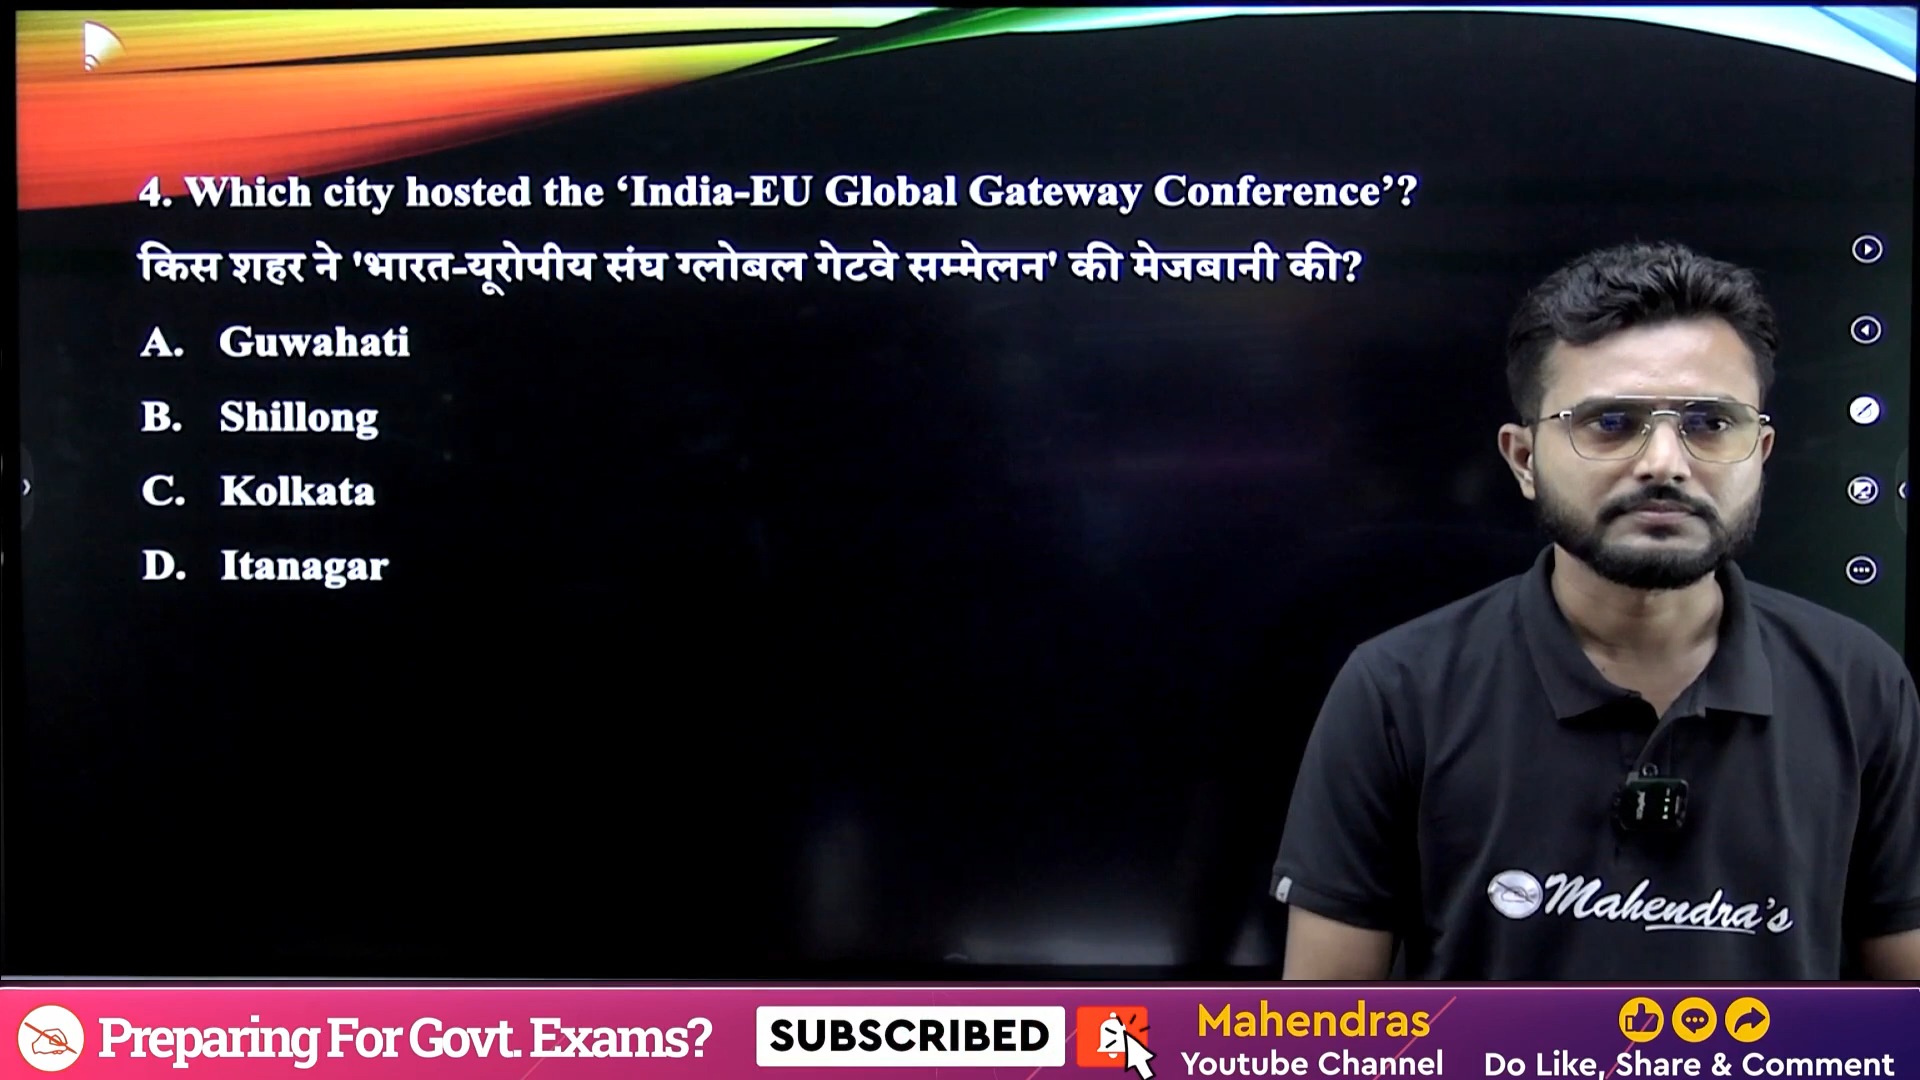 4. Which city hosted the ‘India-EU Global Gateway Conference’?
किस शहर ने 'भारत-यूरोपीय संघ ग्लोबल गेटवे सम्मेलन' की मेजबानी की?
A. Guwahati
B. Shillong
C. Kolkata
D. Itanagar
Mahendra's
Preparing For Govt. Exams?
SUBSCRIBED
Mahendras
Youtube Channel
Do Like, Share & Comment